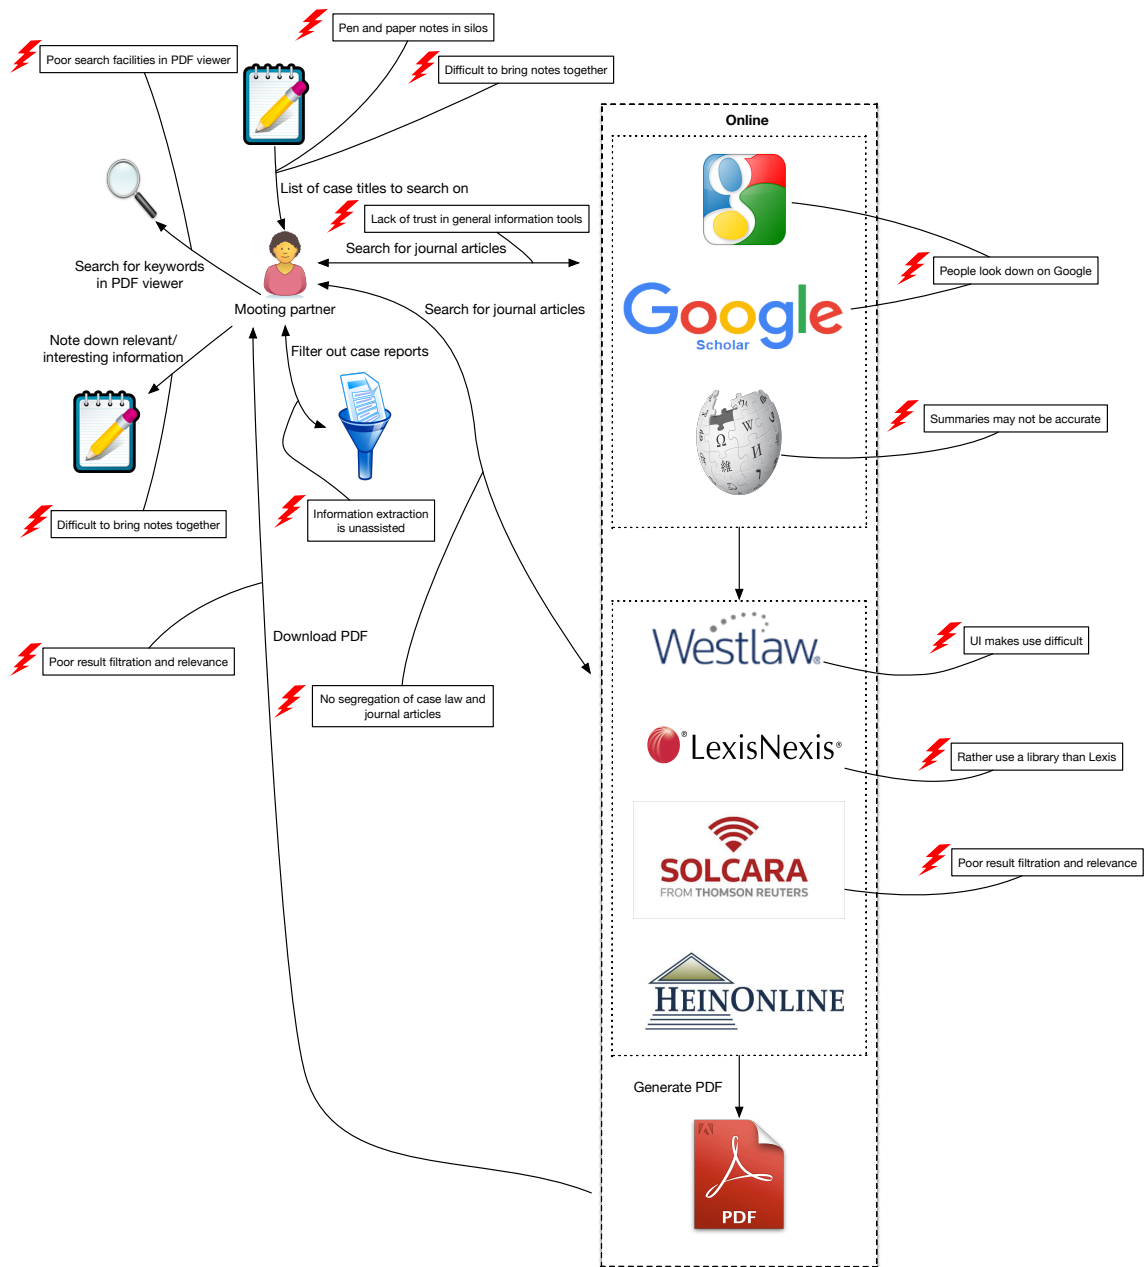 Pen and paper notes in silos
Poor search facilities in PDF viewer
Difficult to bring notes together
Online
List of case titles to search on
Lack of trust in general information tools
Search for journal articles
Search for keywords
in PDF viewer
People look down on Google
Mooting partner
Search for journal articles
Google
Scholar
Note down relevant/
interesting information
Filter out case reports
Summaries may not be accurate
Ω
W
И
維
7
Difficult to bring notes together
Information extraction
is unassisted
Download PDF
Westlaw®
UI makes use difficult
Poor result filtration and relevance
No segregation of case law and
journal articles
® LexisNexis®
Rather use a library than Lexis
SOLCARA
FROM THOMSON REUTERS
Poor result filtration and relevance
HEINONLINE
Generate PDF
PDF